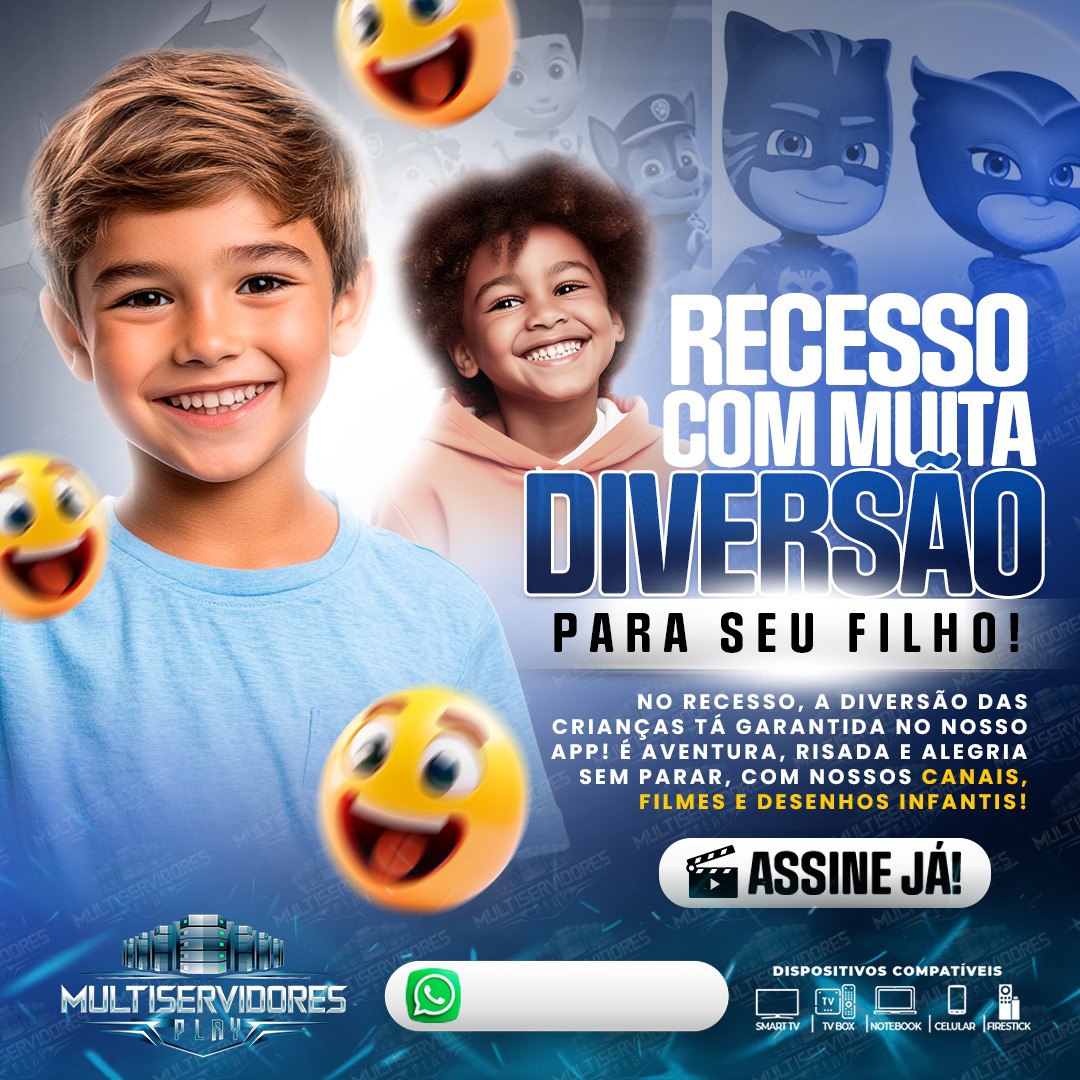 RECESSO
COM MUITA
DIVERSÃO
PARA SEU FILHO!
NO RECESSO, A DIVERSÃO DAS
CRIANÇAS TÁ GARANTIDA NO NOSSO
APP! É AVENTURA, RISADA E ALEGRIA
SEM PARAR, COM NOSSOS CANAIS,
FILMES E DESENHOS INFANTIS!
ASSINE JÁ!
MULTISERVIDORES
PLAY
DISPOSITIVOS COMPATÍVEIS
TV
SMART TV
TV BOX
NOTEBOOK
CELULAR
FIRESTICK